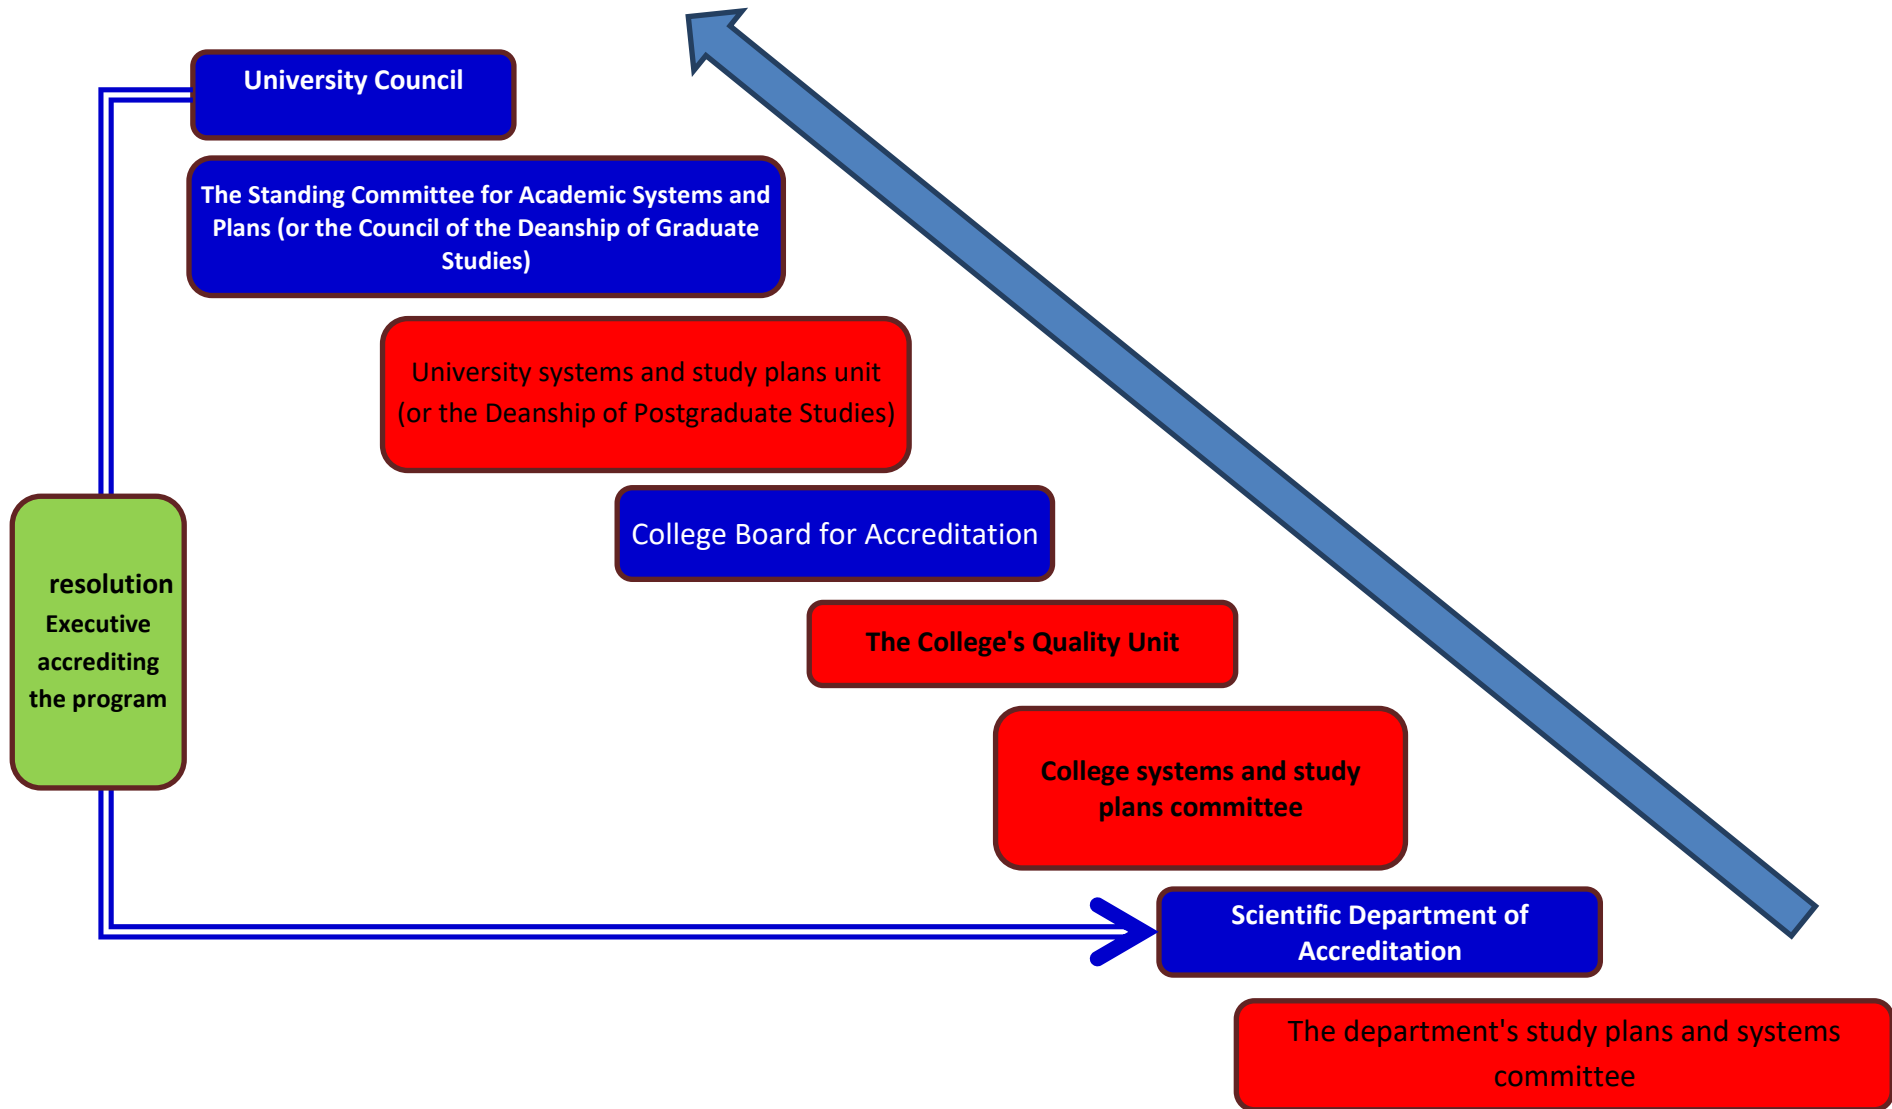 University Council
The Standing Committee for Academic Systems and
Plans (or the Council of the Deanship of Graduate
Studies)
University systems and study plans unit
(or the Deanship of Postgraduate Studies)
College Board for Accreditation
resolution
Executive
accrediting
the program
The College's Quality Unit
College systems and study
plans committee
Scientific Department of
Accreditation
The department's study plans and systems
committee